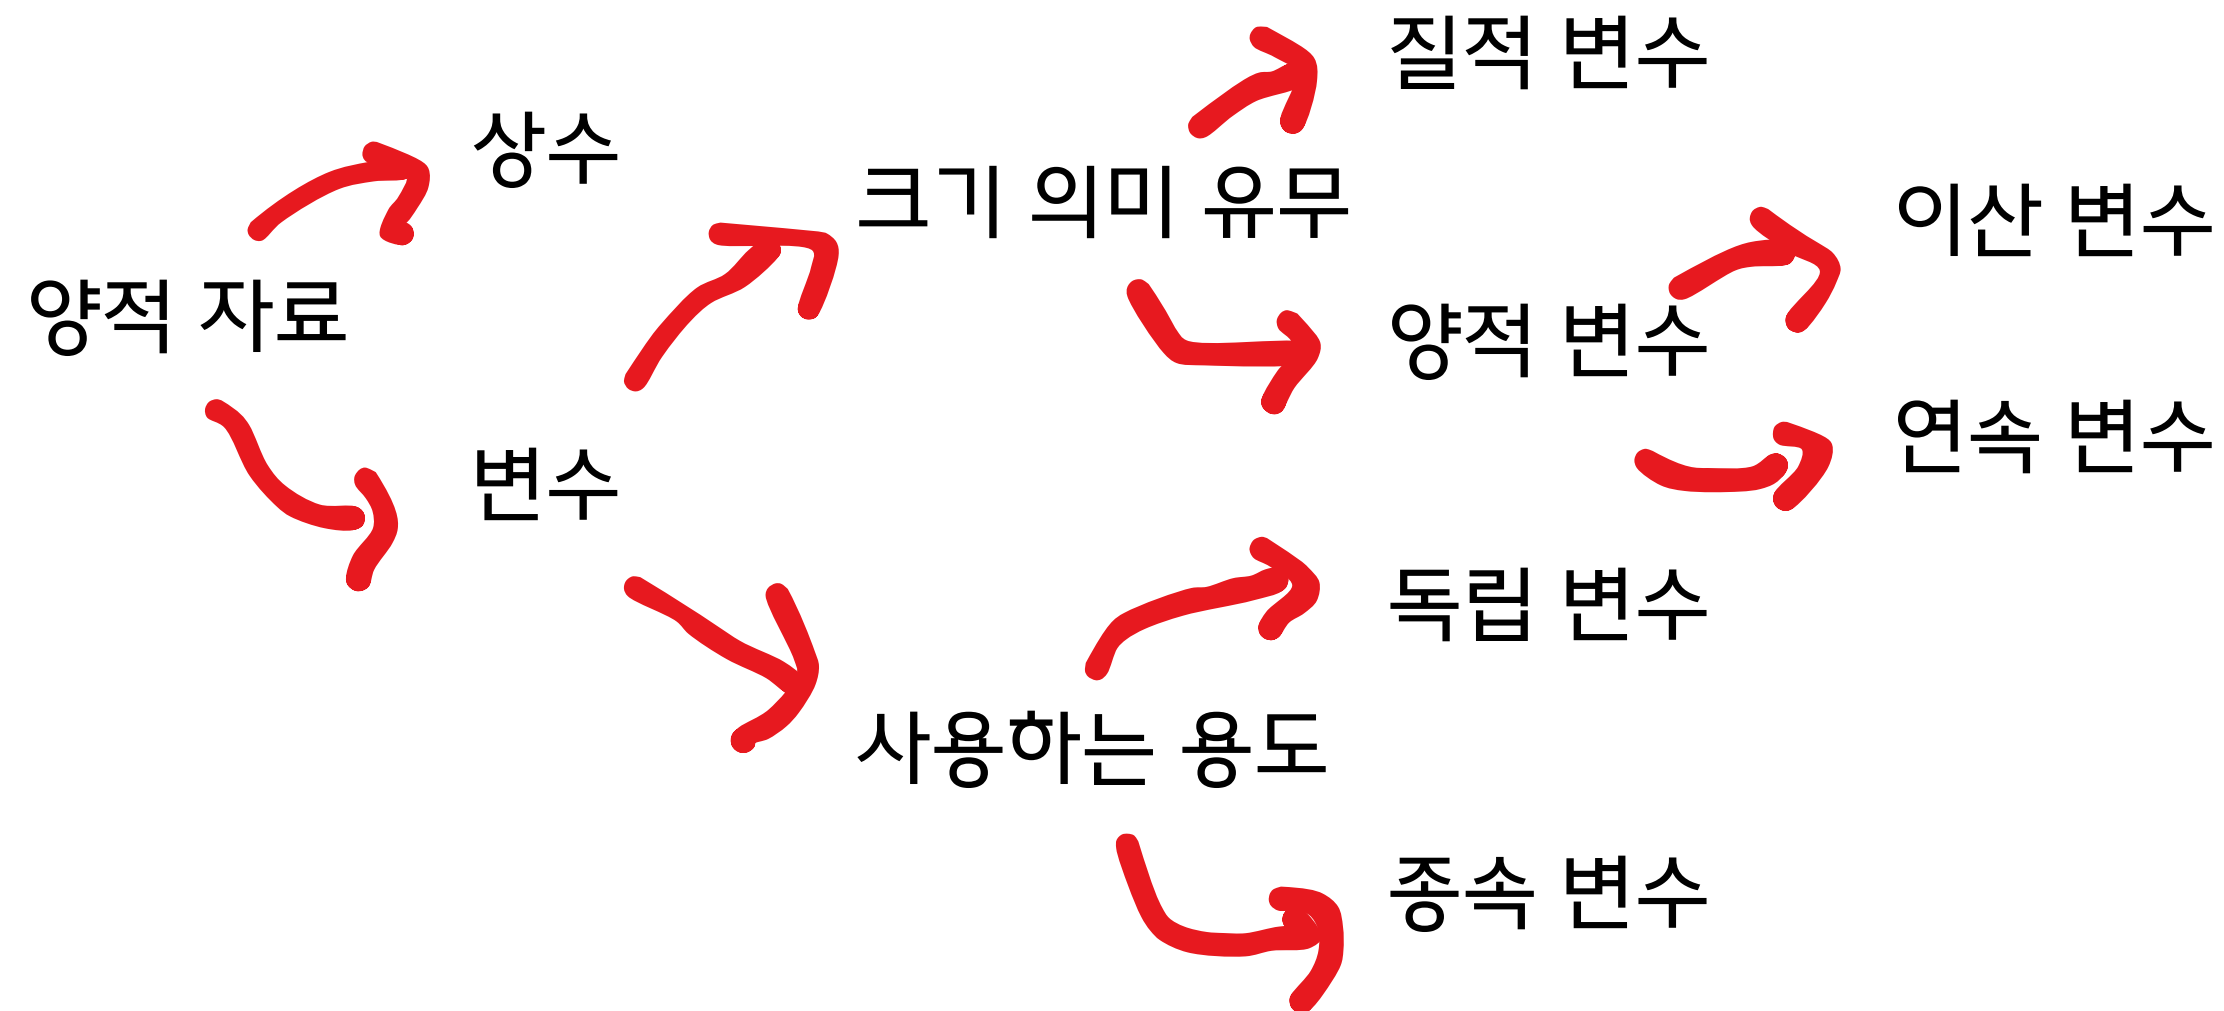 질적 변수
상수
크기 의미 유무
이산 변수
양적 자료
양적 변수
연속 변수
변수
독립 변수
사용하는 용도
종속 변수